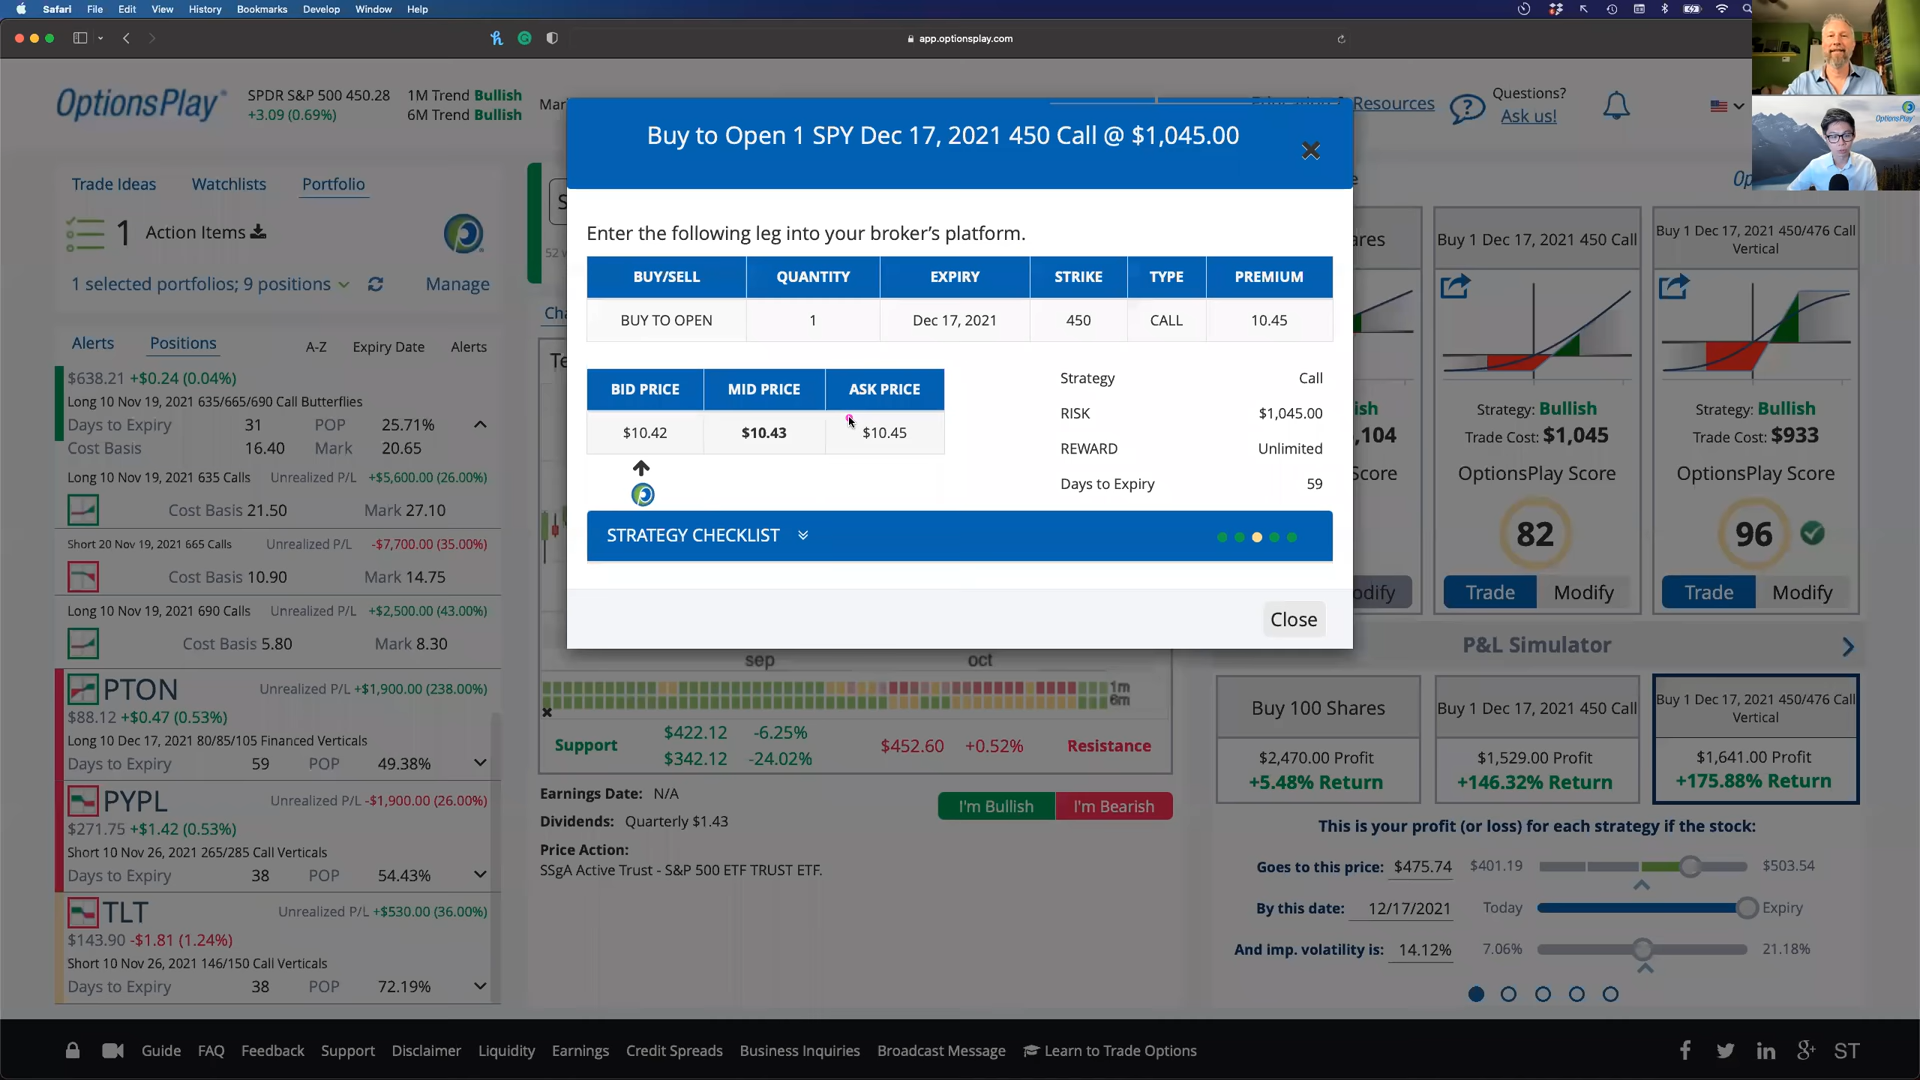 Safari File Edit View History Bookmarks Develop Window Help
app.optionsplay.com
OptionsPlay
SPDR S&P 500 450.28
+3.09 (0.69%)
1M Trend Bullish
6M Trend Bullish
Mar
Education & Resources
Questions?
Ask us!
OptionsPlay
Trade Ideas
Watchlists
Portfolio
1 Action Items
1 selected portfolios; 9 positions
Manage
Alerts
Positions
A-Z
Expiry Date
Alerts
$638.21 +$0.24 (0.04%)
Long 10 Nov 19, 2021 635/665/690 Call Butterflies
Days to Expiry 31 POP 25.71%
Cost Basis 16.40 Mark 20.65
Long 10 Nov 19, 2021 635 Calls Unrealized P/L +$5,600.00 (26.00%)
Cost Basis 21.50 Mark 27.10
Short 20 Nov 19, 2021 665 Calls Unrealized P/L -$7,700.00 (35.00%)
Cost Basis 10.90 Mark 14.75
Long 10 Nov 19, 2021 690 Calls Unrealized P/L +$2,500.00 (43.00%)
Cost Basis 5.80 Mark 8.30
PTON Unrealized P/L +$1,900.00 (238.00%)
$88.12 +$0.47 (0.53%)
Long 10 Dec 17, 2021 80/85/105 Financed Verticals
Days to Expiry 59 POP 49.38%
PYPL Unrealized P/L -$1,900.00 (26.00%)
$271.75 +$1.42 (0.53%)
Short 10 Nov 26, 2021 265/285 Call Verticals
Days to Expiry 38 POP 54.43%
TLT Unrealized P/L +$530.00 (36.00%)
$143.90 -$1.81 (1.24%)
Short 10 Nov 26, 2021 146/150 Call Verticals
Days to Expiry 38 POP 72.19%
Buy to Open 1 SPY Dec 17, 2021 450 Call @ $1,045.00
Enter the following leg into your broker's platform.
BUY/SELL QUANTITY EXPIRY STRIKE TYPE PREMIUM
BUY TO OPEN 1 Dec 17, 2021 450 CALL 10.45
BID PRICE MID PRICE ASK PRICE
$10.42 $10.43 $10.45
Strategy Call
RISK $1,045.00
REWARD Unlimited
Days to Expiry 59
STRATEGY CHECKLIST
Close
S
52 w
Cha
Te
sep oct
1m
6m
Support
$422.12 -6.25%
$342.12 -24.02%
$452.60 +0.52% Resistance
Earnings Date: N/A
Dividends: Quarterly $1.43
Price Action:
SSgA Active Trust - S&P 500 ETF TRUST ETF.
I'm Bullish
I'm Bearish
e
Op
ares
ish
,104
core
odify
Buy 1 Dec 17, 2021 450 Call
Strategy: Bullish
Trade Cost: $1,045
OptionsPlay Score
82
Trade Modify
Buy 1 Dec 17, 2021 450/476 Call
Vertical
Strategy: Bullish
Trade Cost: $933
OptionsPlay Score
96
Trade Modify
P&L Simulator
Buy 100 Shares
$2,470.00 Profit
+5.48% Return
Buy 1 Dec 17, 2021 450 Call
$1,529.00 Profit
+146.32% Return
Buy 1 Dec 17, 2021 450/476 Call
Vertical
$1,641.00 Profit
+175.88% Return
This is your profit (or loss) for each strategy if the stock:
Goes to this price: $475.74 $401.19 $503.54
By this date: 12/17/2021 Today Expiry
And imp. volatility is: 14.12% 7.06% 21.18%
Guide FAQ Feedback Support Disclaimer Liquidity Earnings Credit Spreads Business Inquiries Broadcast Message Learn to Trade Options
ST